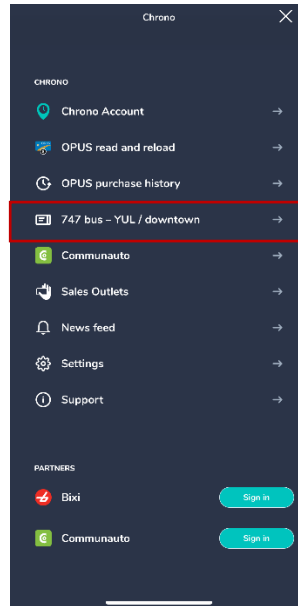 Chrono
CHRONO
Chrono Account
OPUS read and reload
OPUS purchase history
747 bus – YUL / downtown
Communauto
Sales Outlets
News feed
Settings
Support
PARTNERS
Bixi
Sign in
Communauto
Sign in